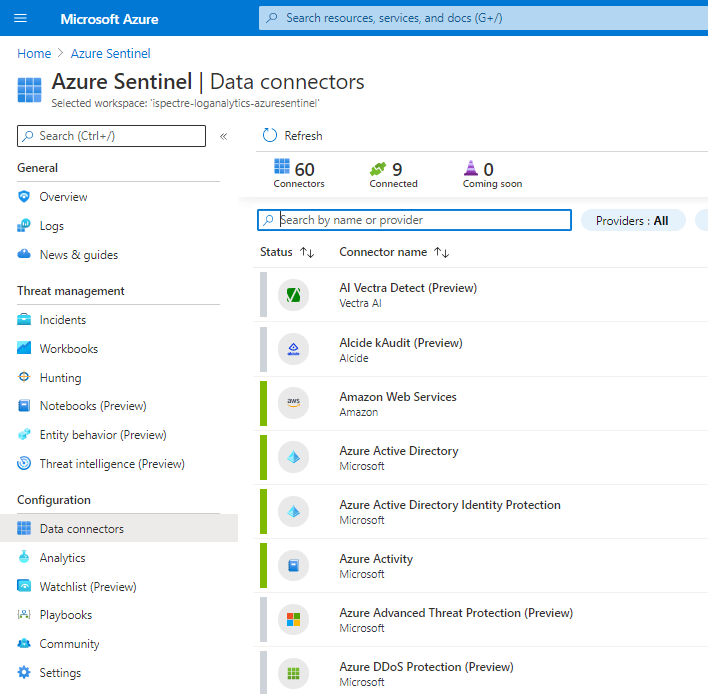 Microsoft Azure
Search resources, services, and docs (G+/)
Home > Azure Sentinel
Azure Sentinel | Data connectors
Selected workspace: 'ispectre-loganalytics-azuresentinel'
Search (Ctrl+/)
«
Refresh
General
Overview
Logs
News & guides
Threat management
Incidents
Workbooks
Hunting
Notebooks (Preview)
Entity behavior (Preview)
Threat intelligence (Preview)
Configuration
Data connectors
Analytics
Watchlist (Preview)
Playbooks
Community
Settings
60
Connectors
9
Connected
0
Coming soon
Search by name or provider
Providers : All
Status ↑↓ Connector name ↑↓
AI Vectra Detect (Preview)
Vectra AI
alcide
Alcide kAudit (Preview)
Alcide
aws
Amazon Web Services
Amazon
Azure Active Directory
Microsoft
Azure Active Directory Identity Protection
Microsoft
Azure Activity
Microsoft
Azure Advanced Threat Protection (Preview)
Microsoft
Azure DDoS Protection (Preview)
Microsoft